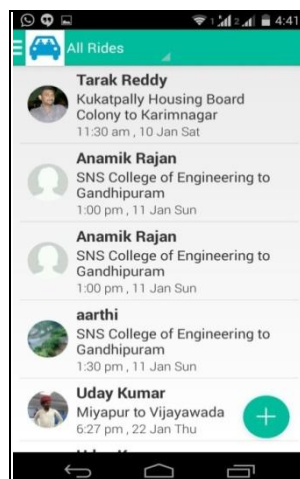 1 2 4:41
All Rides
Tarak Reddy
Kukatpally Housing Board
Colony to Karimnagar
11:30 am , 10 Jan Sat
Anamik Rajan
SNS College of Engineering to
Gandhipuram
1:00 pm , 11 Jan Sun
Anamik Rajan
SNS College of Engineering to
Gandhipuram
1:00 pm , 11 Jan Sun
aarthi
SNS College of Engineering to
Gandhipuram
1:30 pm , 11 Jan Sun
Uday Kumar
Miyapur to Vijayawada
6:27 pm , 22 Jan Thu